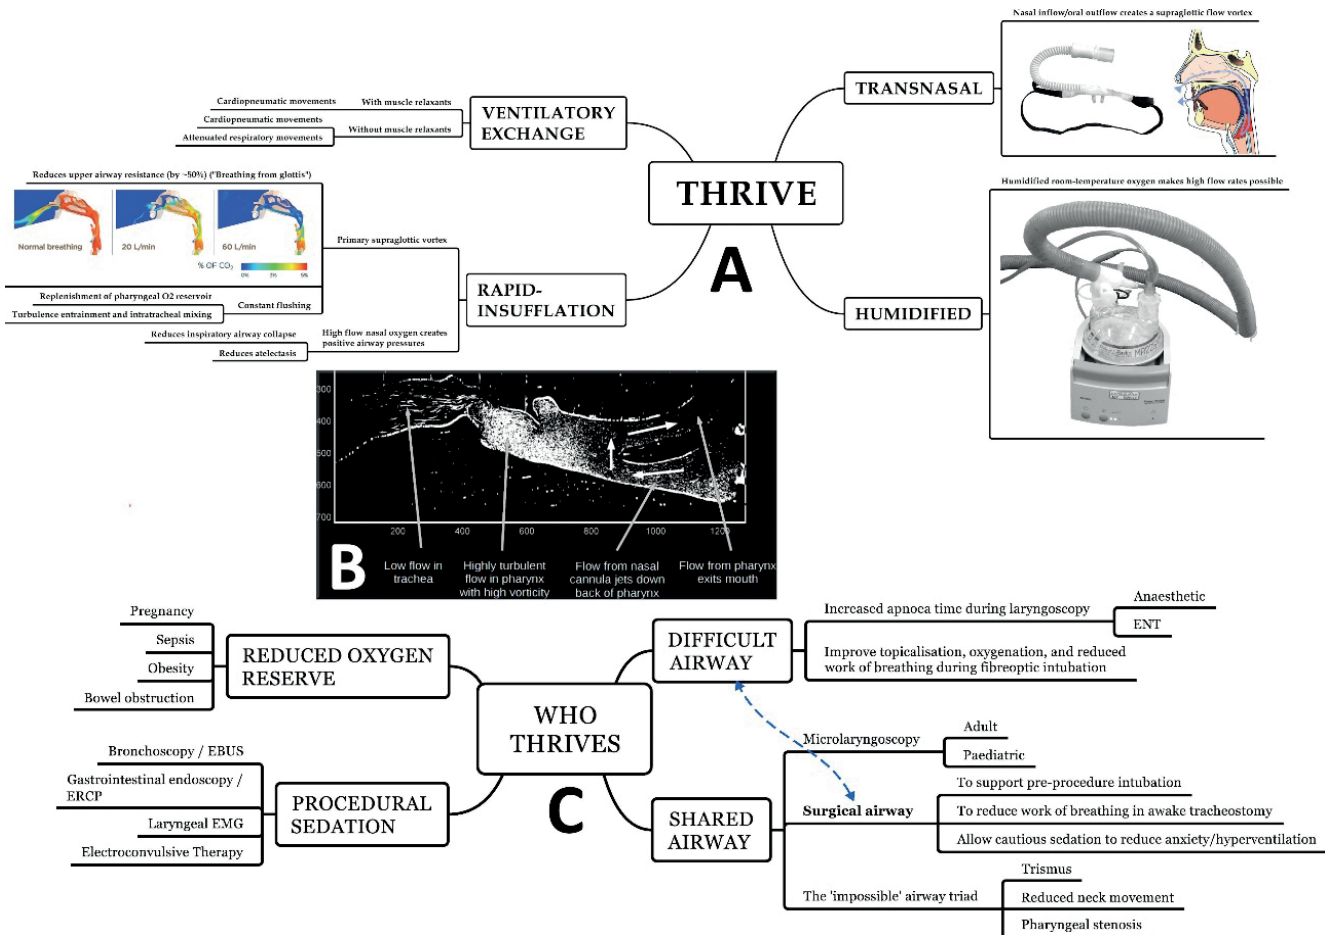 Nasal inflow/oral outflow creates a supraglottic flow vortex
TRANSNASAL
Cardiopneumatic movements
With muscle relaxants
Cardiopneumatic movements
Without muscle relaxants
Attenuated respiratory movements
VENTILATORY
EXCHANGE
THRIVE
A
Reduces upper airway resistance (by ~50%) ("Breathing from glottis")
Normal breathing
20 L/min
60 L/min
% OF CO2
0%
5%
Primary supraglottic vortex
Replenishment of pharyngeal O2 reservoir
Constant flushing
Turbulence entrainment and intratracheal mixing
Reduces inspiratory airway collapse
High flow nasal oxygen creates
positive airway pressures
Reduces atelectasis
RAPID-
INSUFFLATION
Humidified room-temperature oxygen makes high flow rates possible
HUMIDIFIED
300
400
500
600
700
200
400
600
800
1000
1200
B
Low flow in
trachea
Highly turbulent
flow in pharynx
with high vorticity
Flow from nasal
cannula jets down
back of pharynx
Flow from pharynx
exits mouth
Pregnancy
Sepsis
Obesity
Bowel obstruction
REDUCED OXYGEN
RESERVE
Bronchoscopy / EBUS
Gastrointestinal endoscopy /
ERCP
Laryngeal EMG
Electroconvulsive Therapy
PROCEDURAL
SEDATION
WHO
THRIVES
C
DIFFICULT
AIRWAY
Increased apnoca time during laryngoscopy
Anaesthetic
ENT
Improve topicalisation, oxygenation, and reduced
work of breathing during fibreoptic intubation
SHARED
AIRWAY
Microlaryngoscopy
Adult
Paediatric
Surgical airway
To support pre-procedure intubation
To reduce work of breathing in awake tracheostomy
Allow cautious sedation to reduce anxiety/hyperventilation
The 'impossible' airway triad
Trismus
Reduced neck movement
Pharyngeal stenosis